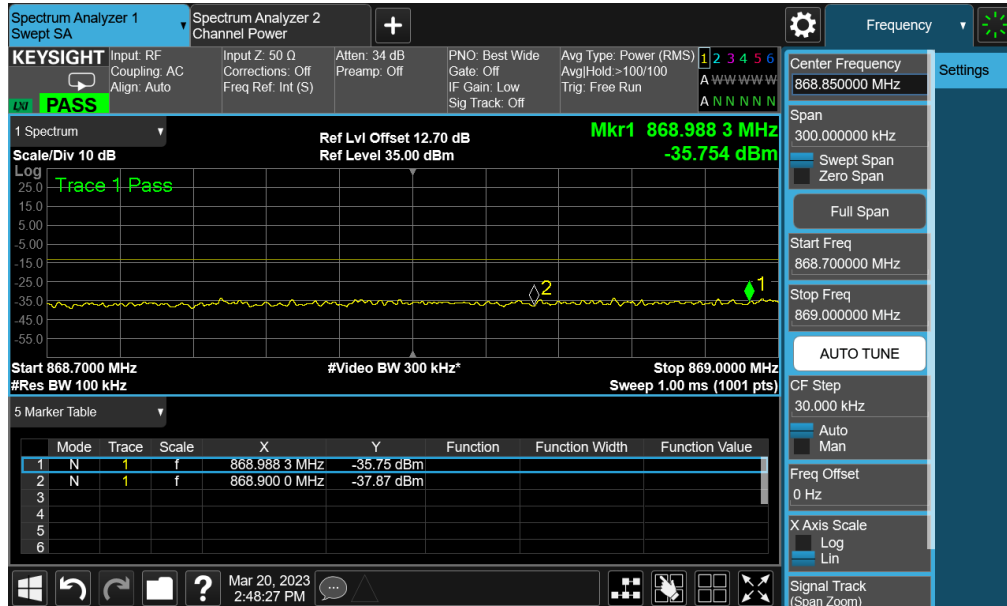 Spectrum Analyzer 1
Swept SA
Spectrum Analyzer 2
Channel Power
Frequency
KEYSIGHT
LXI
PASS
Input: RF
Coupling: AC
Align: Auto
Input Z: 50 Ω
Corrections: Off
Freq Ref: Int (S)
Atten: 34 dB
Preamp: Off
PNO: Best Wide
Gate: Off
IF Gain: Low
Sig Track: Off
Avg Type: Power (RMS)
Avg|Hold:>100/100
Trig: Free Run
1 2 3 4 5 6
A W W W W W
A N N N N N
1 Spectrum
Scale/Div 10 dB
Ref Lvl Offset 12.70 dB
Ref Level 35.00 dBm
Mkr1 868.988 3 MHz
-35.754 dBm
Log
Trace 1 Pass
25.0
15.0
5.00
-5.00
-15.0
-25.0
-35.0
-45.0
-55.0
2
1
Start 868.7000 MHz
#Video BW 300 kHz*
Stop 869.0000 MHz
#Res BW 100 kHz
Sweep 1.00 ms (1001 pts)
5 Marker Table
Mode Trace Scale X Y Function Function Width Function Value
1 N 1 f 868.988 3 MHz -35.75 dBm
2 N 1 f 868.900 0 MHz -37.87 dBm
3
4
5
6
Center Frequency
868.850000 MHz
Span
300.000000 kHz
Swept Span
Zero Span
Full Span
Start Freq
868.700000 MHz
Stop Freq
869.000000 MHz
AUTO TUNE
CF Step
30.000 kHz
Auto
Man
Freq Offset
0 Hz
X Axis Scale
Log
Lin
Signal Track
(Span Zoom)
Settings
?
Mar 20, 2023
2:48:27 PM